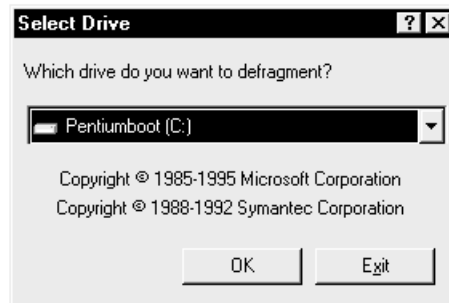 Select Drive
Which drive do you want to defragment?
Pentiumboot (C:)
Copyright © 1985-1995 Microsoft Corporation
Copyright © 1988-1992 Symantec Corporation
OK Exit